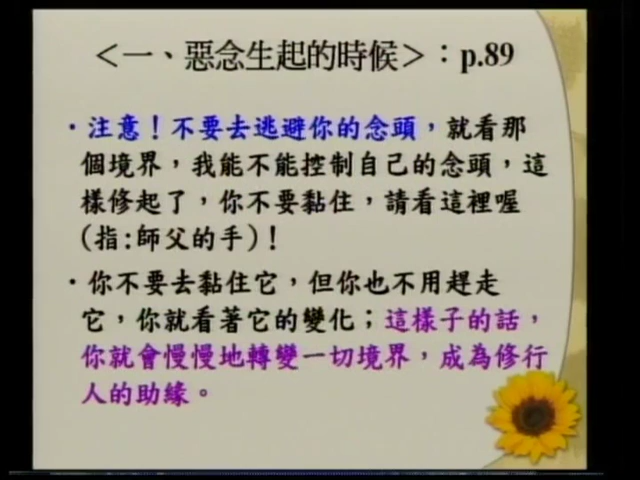 ＜一、惡念生起的時候＞：p.89
・注意！不要去逃避你的念頭，就看那
個境界，我能不能控制自己的念頭，這
樣修起了，你不要黏住，請看這裡喔
(指:師父的手)！
・你不要去黏住它，但你也不用趕走
它，你就看著它的變化；這樣子的話，
你就會慢慢地轉變一切境界，成為修行
人的助緣。